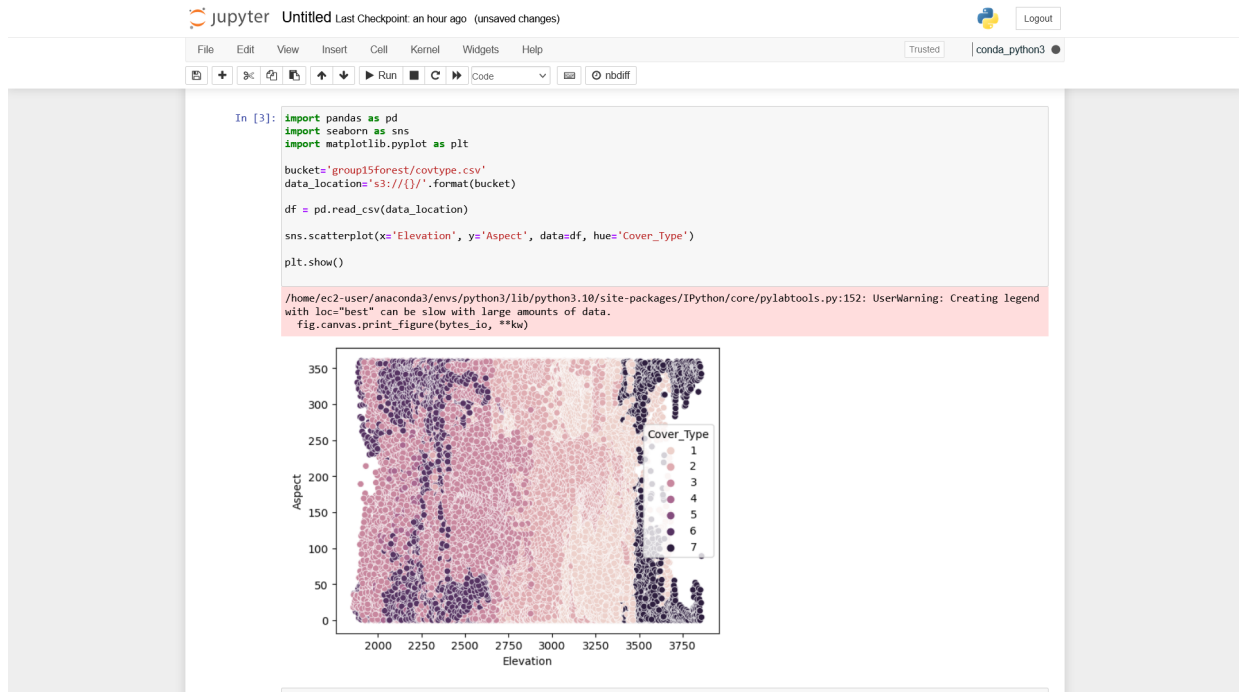 jupyter Untitled Last Checkpoint: an hour ago (unsaved changes)
Logout
File Edit View Insert Cell Kernel Widgets Help
Trusted
conda_python3
Run
Code
nbdiff
In [3]: import pandas as pd
import seaborn as sns
import matplotlib.pyplot as plt
bucket='group15forest/covtype.csv'
data_location='s3://{}/'.format(bucket)
df = pd.read_csv(data_location)
sns.scatterplot(x='Elevation', y='Aspect', data=df, hue='Cover_Type')
plt.show()
/home/ec2-user/anaconda3/envs/python3/lib/python3.10/site-packages/IPython/core/pylabtools.py:152: UserWarning: Creating legend
with loc="best" can be slow with large amounts of data.
fig.canvas.print_figure(bytes_io, **kw)
350
300
250
200
150
100
50
0
Aspect
Cover_Type
1
2
3
4
5
6
7
2000 2250 2500 2750 3000 3250 3500 3750
Elevation